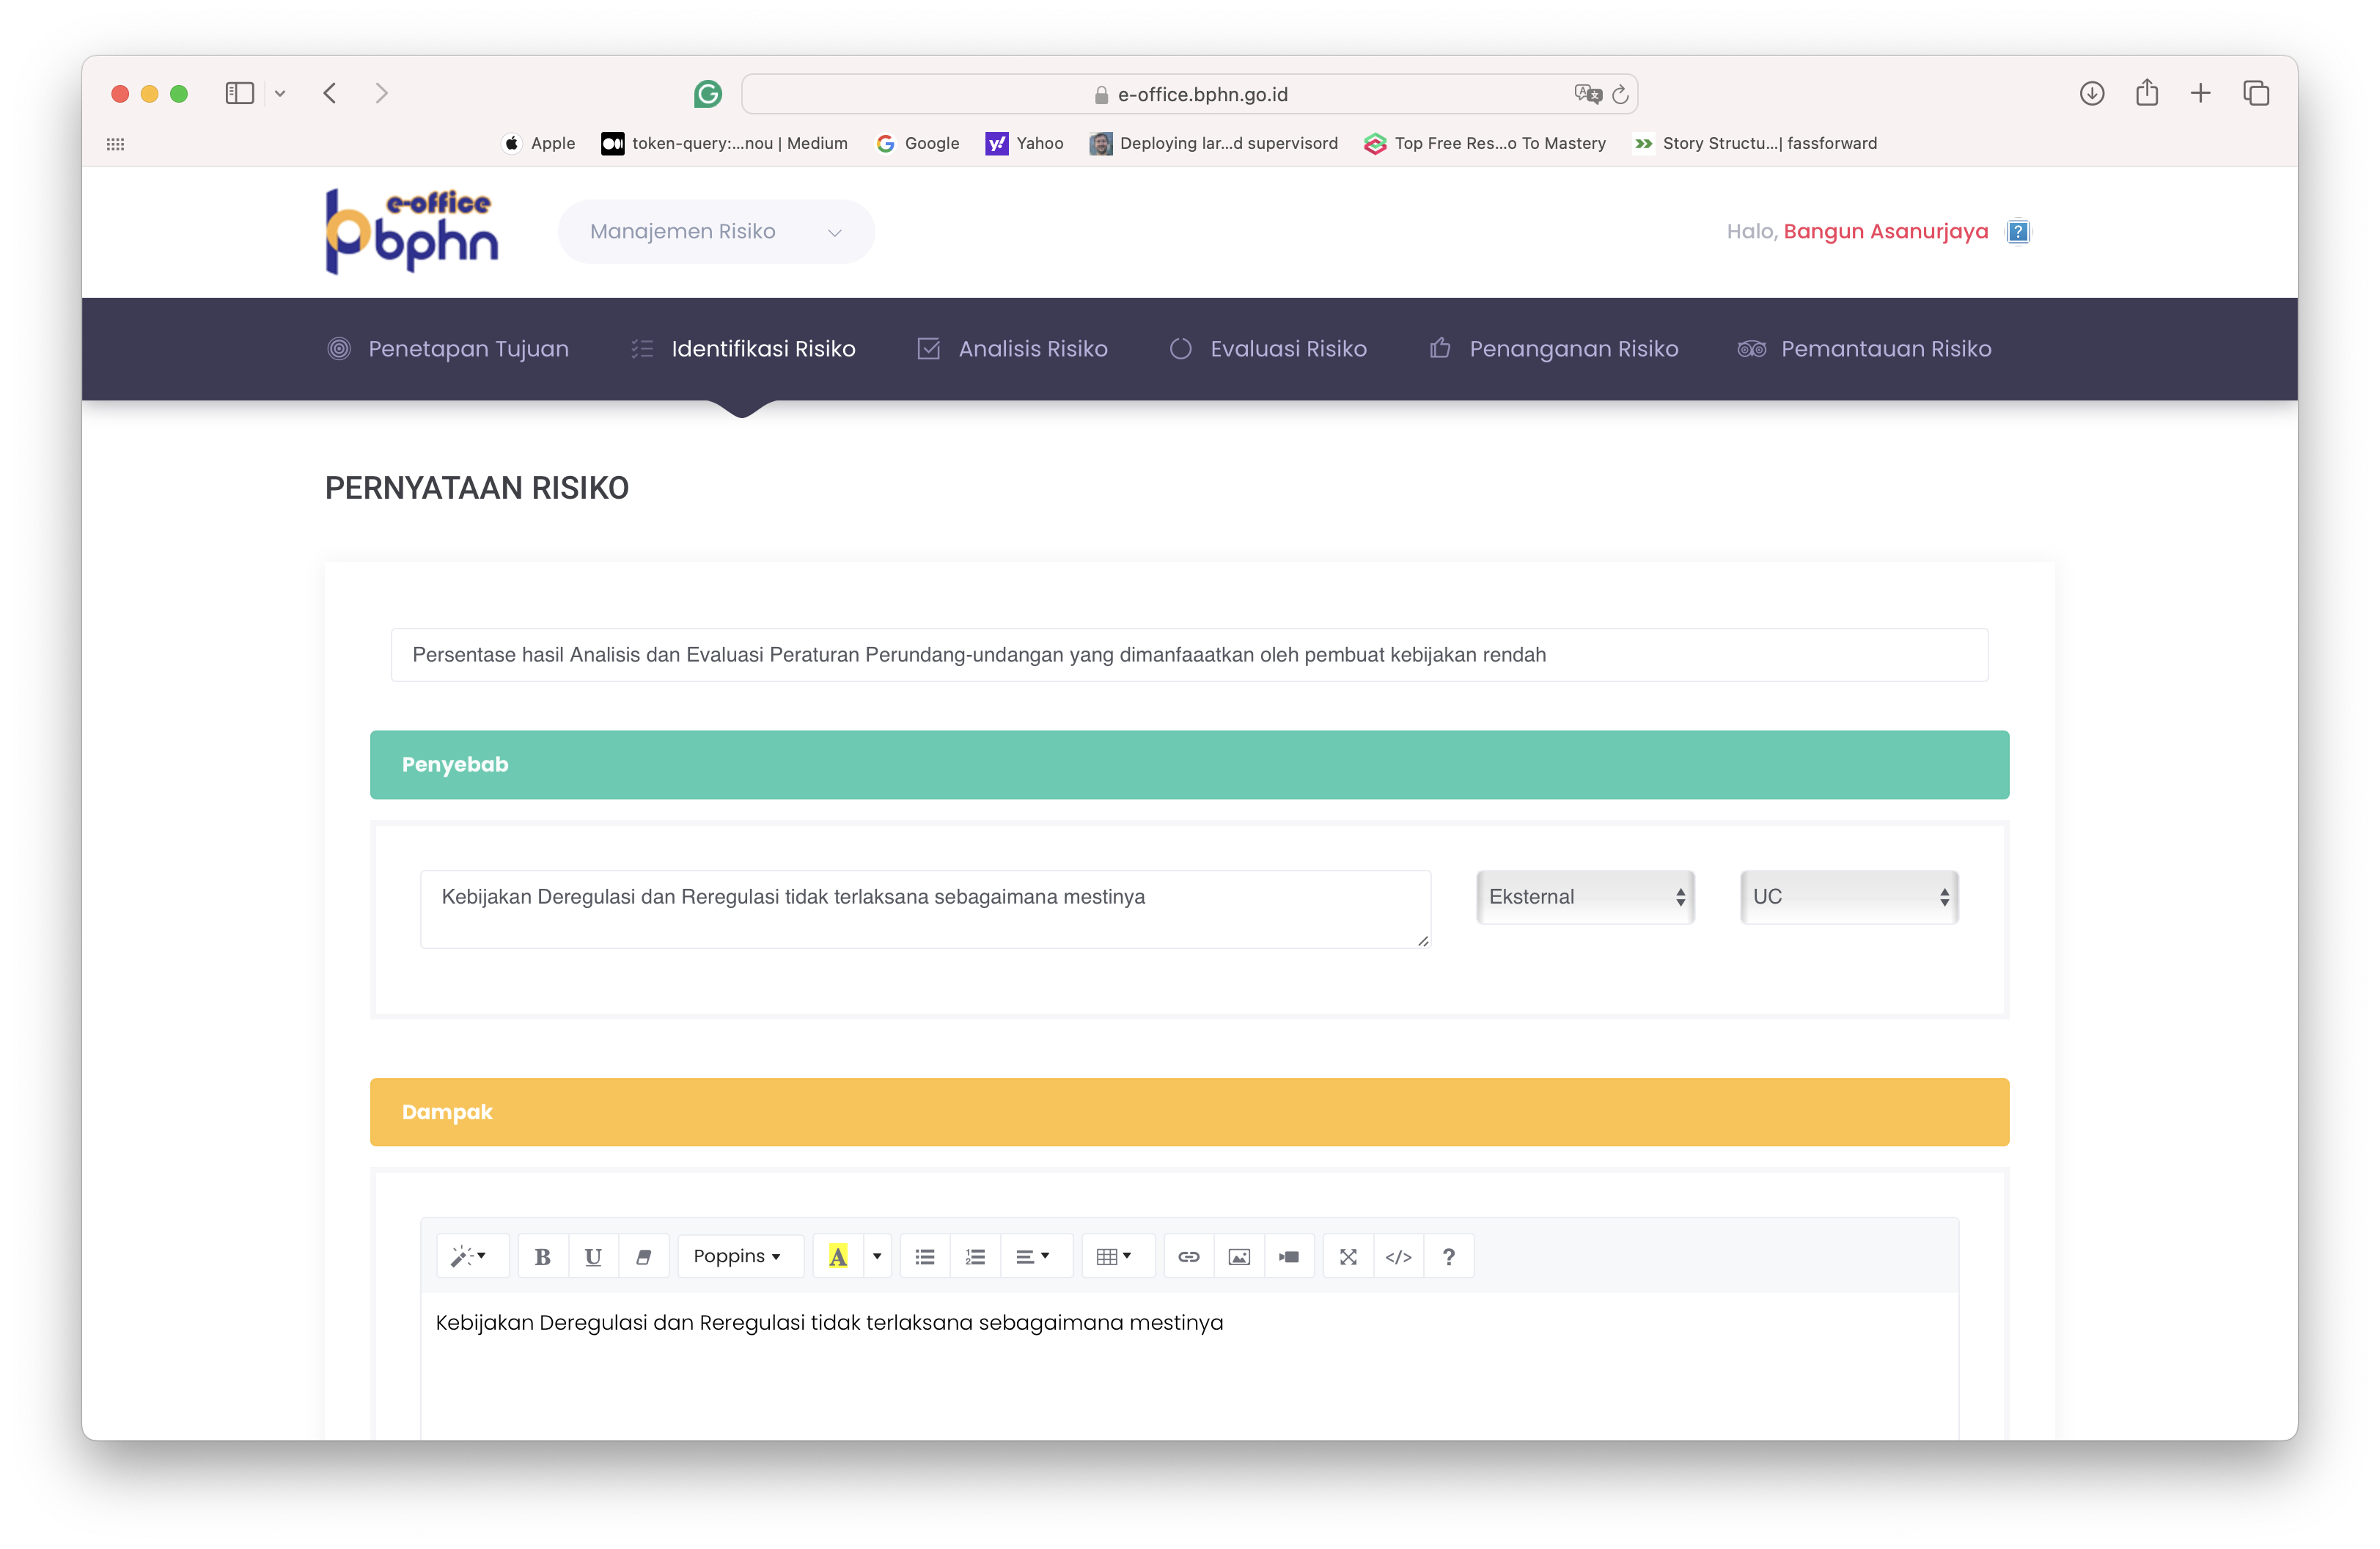 e-office.bphn.go.id
Apple
token-query:...nou | Medium
Google
Yahoo
Deploying lar...d supervisord
Top Free Res...o To Mastery
Story Structu...| fassforward
e-office
bphn
Manajemen Risiko
Halo, Bangun Asanurjaya
Penetapan Tujuan
Identifikasi Risiko
Analisis Risiko
Evaluasi Risiko
Penanganan Risiko
Pemantauan Risiko
PERNYATAAN RISIKO
Persentase hasil Analisis dan Evaluasi Peraturan Perundang-undangan yang dimanfaaatkan oleh pembuat kebijakan rendah
Penyebab
Kebijakan Deregulasi dan Reregulasi tidak terlaksana sebagaimana mestinya
Eksternal
UC
Dampak
B
U
Poppins
A
</>
?
Kebijakan Deregulasi dan Reregulasi tidak terlaksana sebagaimana mestinya